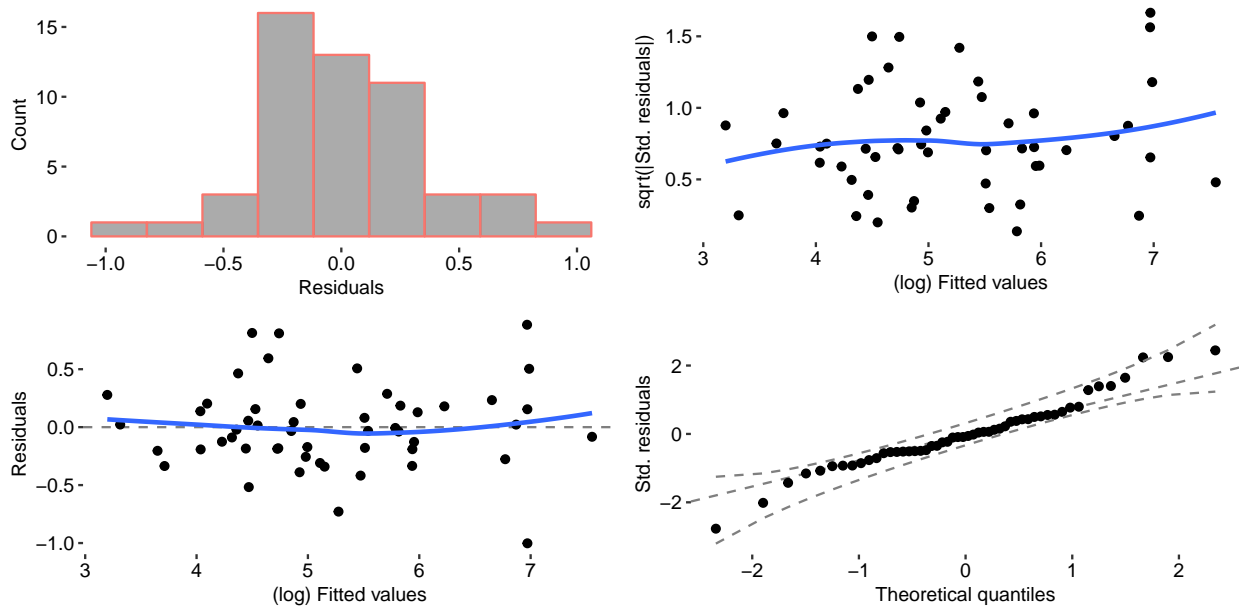 Count
15
10
5
0
−1.0 −0.5 0.0 0.5 1.0
Residuals
sqrt(|Std. residuals|)
1.5
1.0
0.5
3 4 5 6 7
(log) Fitted values
Residuals
0.5
0.0
−0.5
−1.0
3 4 5 6 7
(log) Fitted values
Std. residuals
2
0
−2
−2 −1 0 1 2
Theoretical quantiles